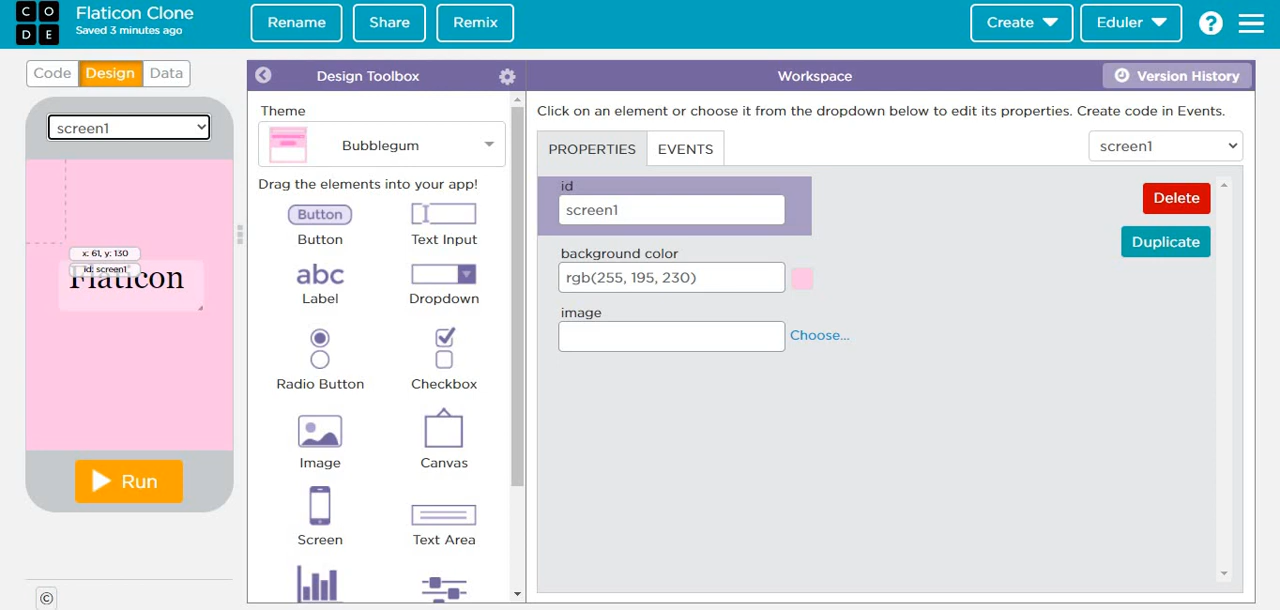 CO
DE
Flaticon Clone
Saved 3 minutes ago
Rename
Share
Remix
Create
Eduler
?
Code
Design
Data
screen1
x: 61, y: 130
id: screen1
Flaticon
Run
©
Design Toolbox
Theme
Bubblegum
Drag the elements into your app!
Button
Button
Text Input
abc
Label
Dropdown
Radio Button
Checkbox
Image
Canvas
Screen
Text Area
Workspace
Version History
Click on an element or choose it from the dropdown below to edit its properties. Create code in Events.
PROPERTIES
EVENTS
screen1
id
screen1
Delete
Duplicate
background color
rgb(255, 195, 230)
image
Choose...